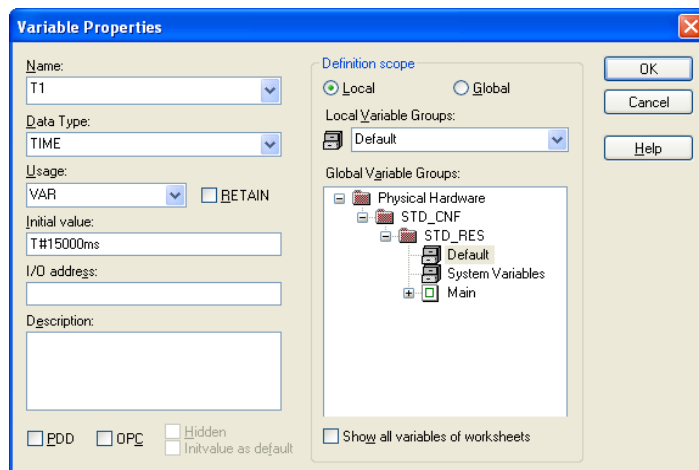 Variable Properties
Name:
T1
Data Type:
TIME
Usage:
VAR
RETAIN
Initial value:
T#15000ms
I/O address:
Description:
PDD
OPC
Hidden
Initvalue as default
Definition scope
Local
Global
Local Variable Groups:
Default
Global Variable Groups:
Physical Hardware
STD_CNF
STD_RES
Default
System Variables
Main
Show all variables of worksheets
OK
Cancel
Help